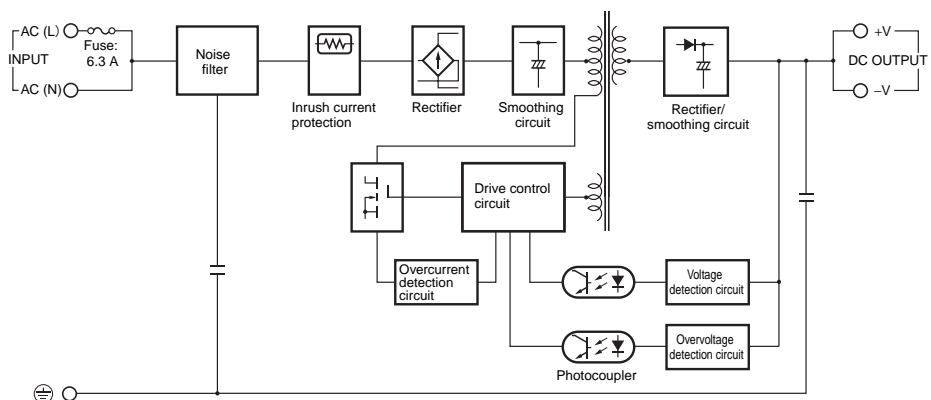 AC (L)
Fuse:
6.3 A
INPUT
AC (N)
Noise
filter
Inrush current
protection
Rectifier
Smoothing
circuit
Rectifier/
smoothing circuit
+V
DC OUTPUT
–V
Drive control
circuit
Overcurrent
detection
circuit
Voltage
detection circuit
Overvoltage
detection circuit
Photocoupler